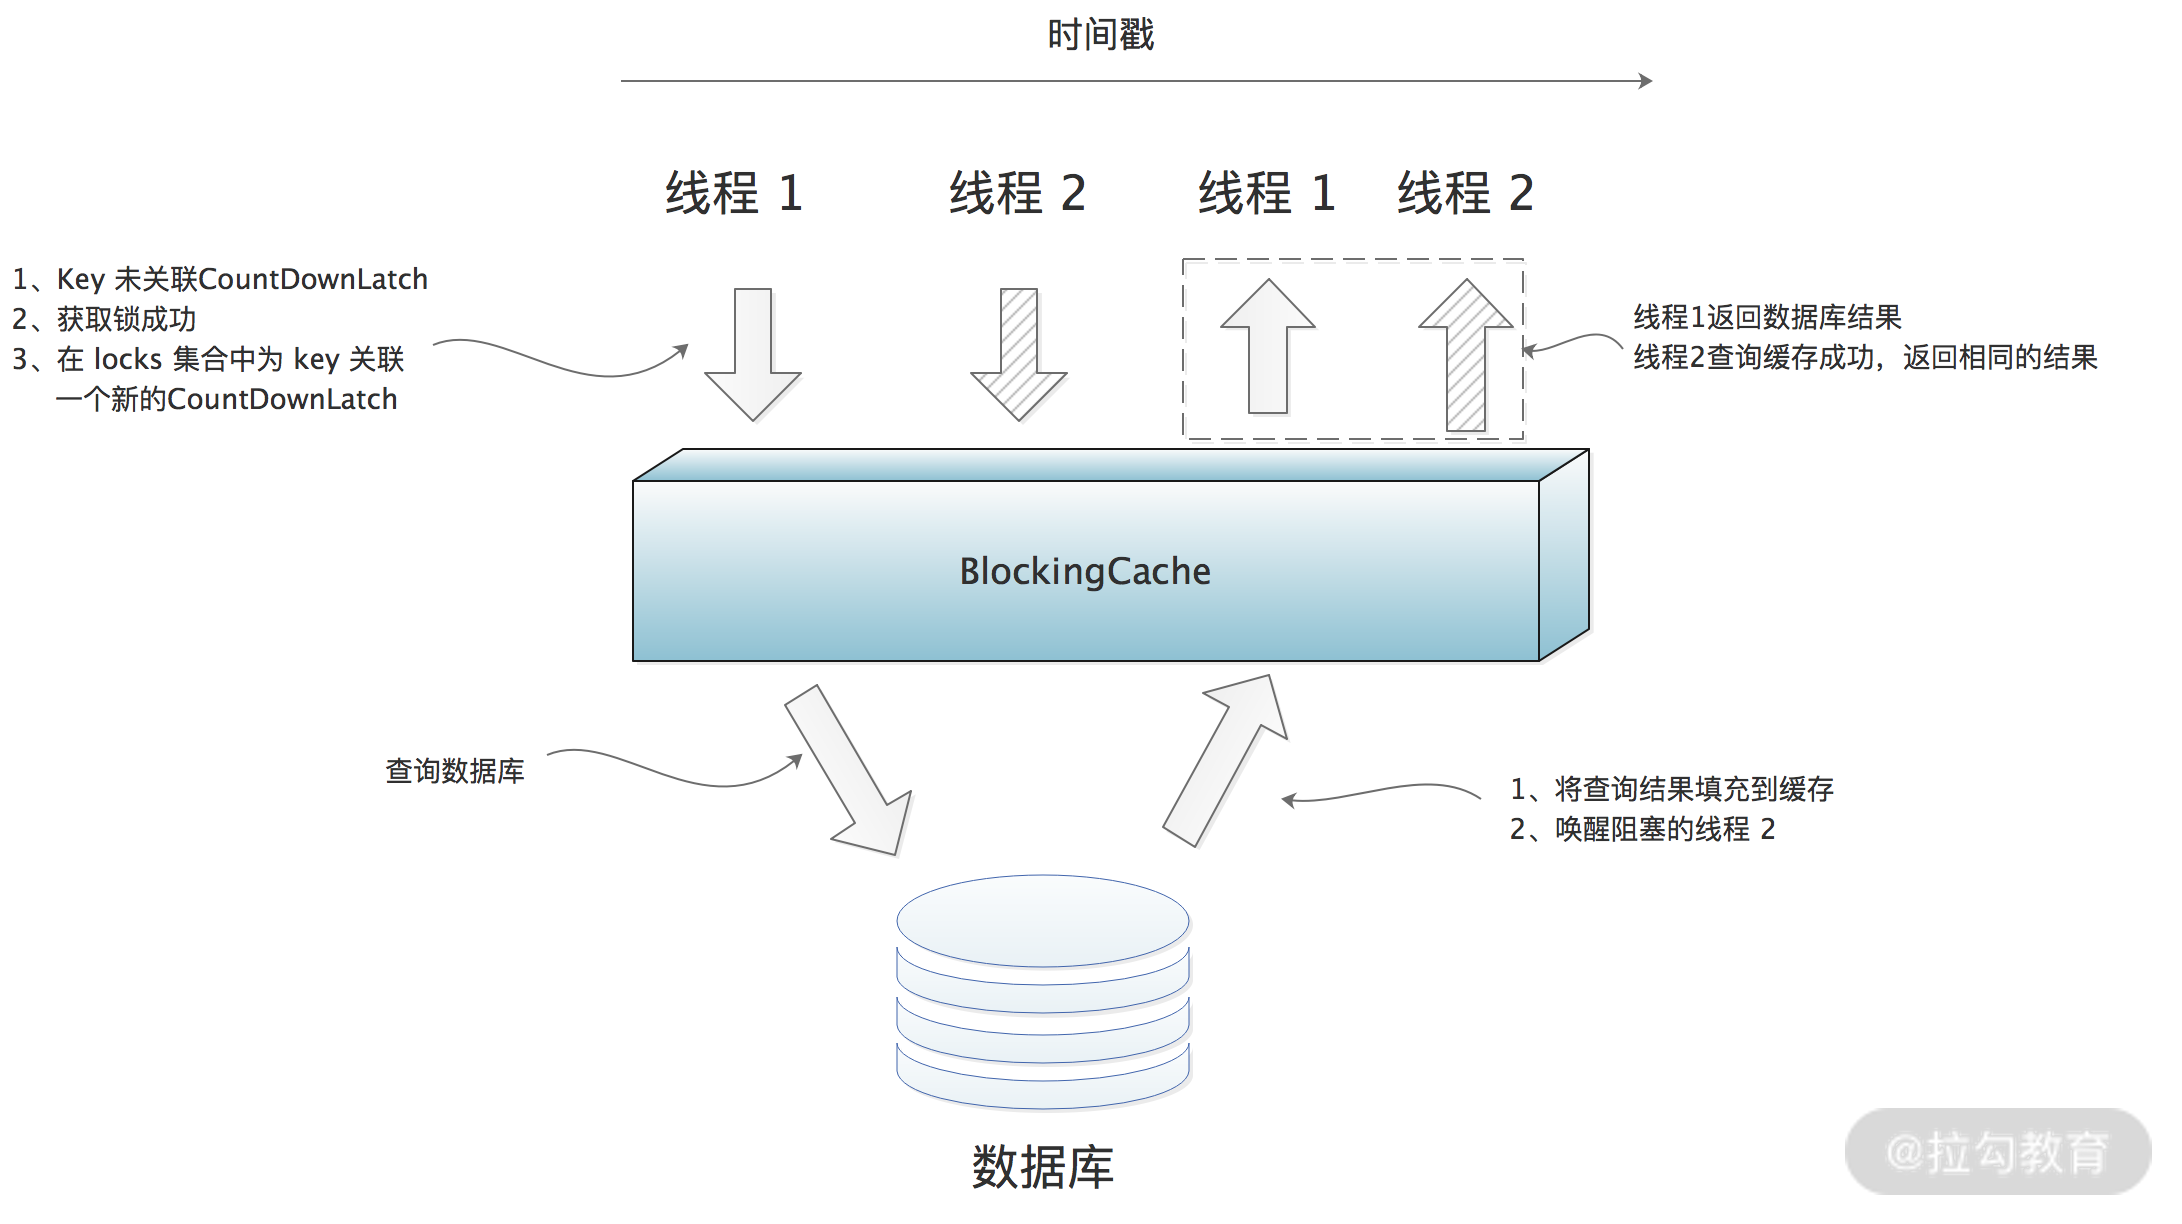 时间戳
线程 1
线程 2
线程 1
线程 2
1、Key 未关联CountDownLatch
2、获取锁成功
3、在 locks 集合中为 key 关联
一个新的CountDownLatch
线程1返回数据库结果
线程2查询缓存成功，返回相同的结果
BlockingCache
查询数据库
1、将查询结果填充到缓存
2、唤醒阻塞的线程 2
数据库
@拉勾教育